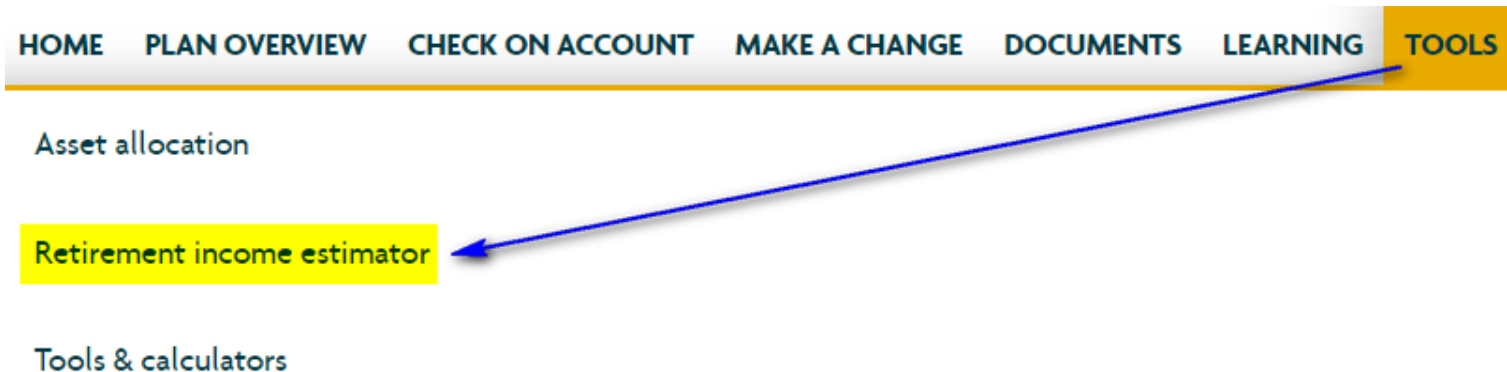 HOME PLAN OVERVIEW CHECK ON ACCOUNT MAKE A CHANGE DOCUMENTS LEARNING TOOLS
Asset allocation
Retirement income estimator
Tools & calculators